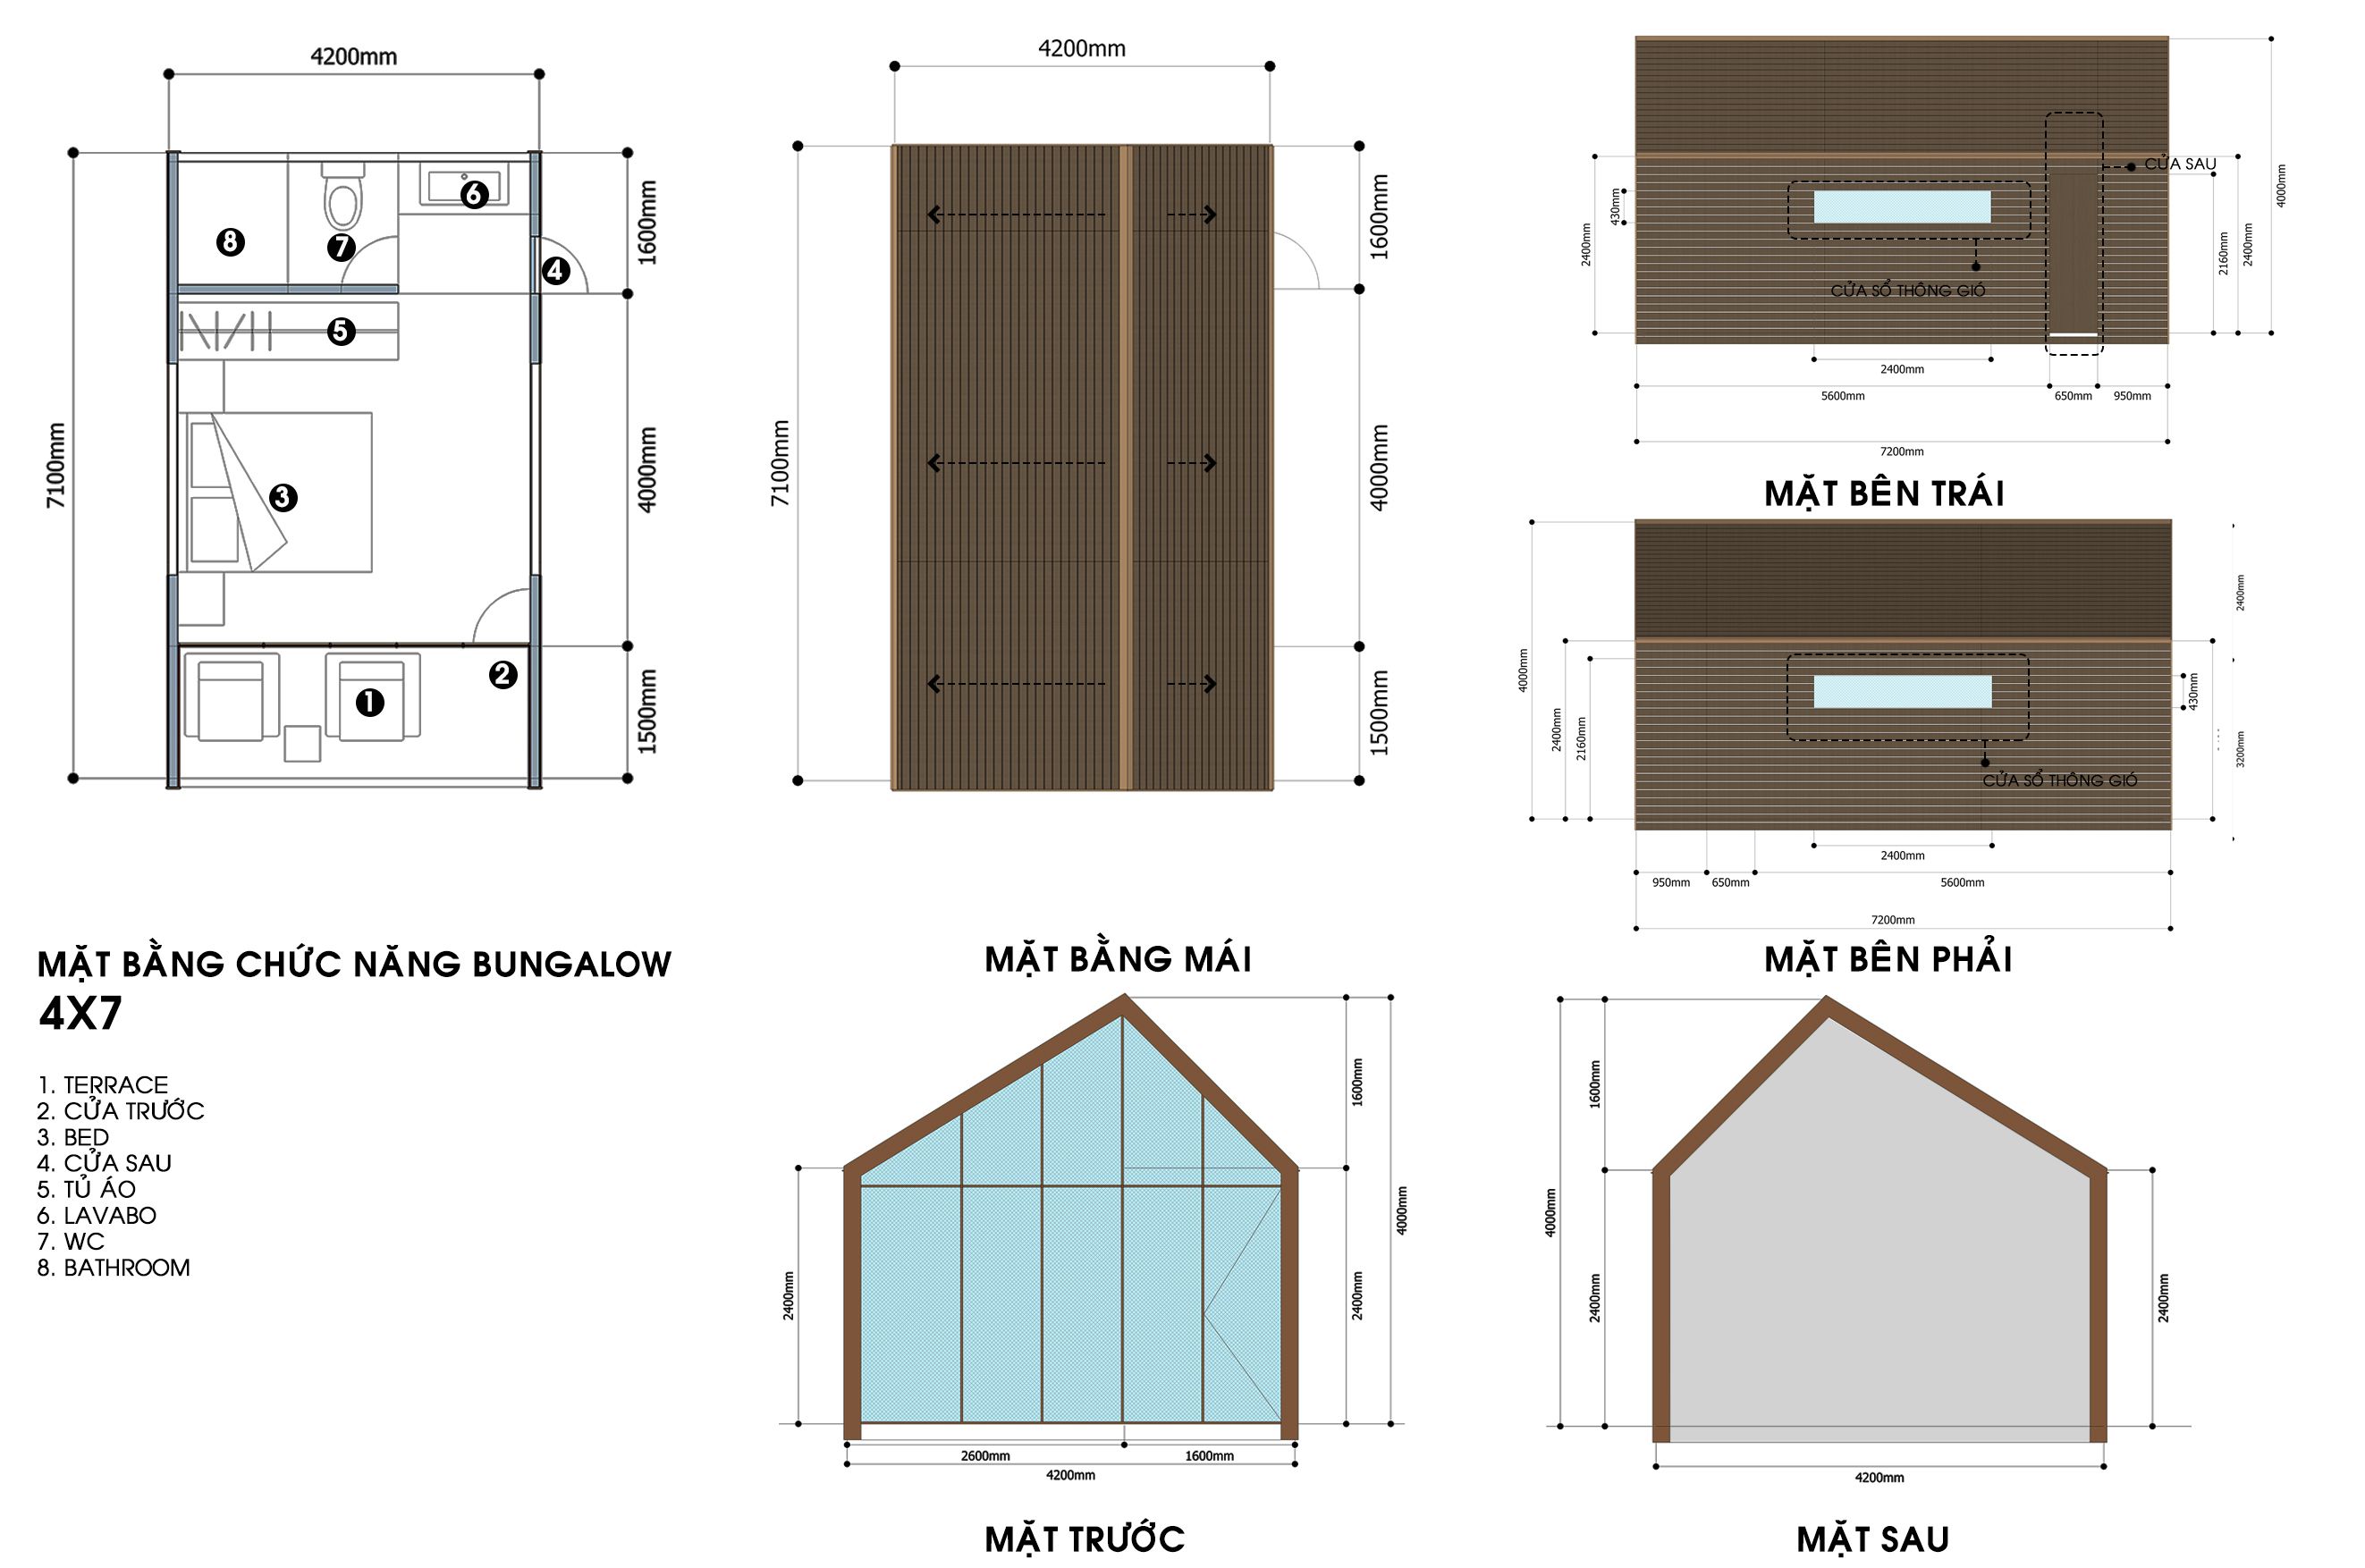 4200mm
7100mm
1600mm
4000mm
1500mm
8
7
6
4
5
3
2
1
MẶT BẰNG CHỨC NĂNG BUNGALOW
4X7
1. TERRACE
2. CỬA TRƯỚC
3. BED
4. CỬA SAU
5. TỦ ÁO
6. LAVABO
7. WC
8. BATHROOM
4200mm
7100mm
1600mm
4000mm
1500mm
MẶT BẰNG MÁI
CỬA SAU
CỬA SỔ THÔNG GIÓ
430mm
2400mm
2160mm
2400mm
4000mm
2400mm
5600mm
650mm
950mm
7200mm
MẶT BÊN TRÁI
4000mm
2400mm
2160mm
430mm
2400mm
3200mm
CỬA SỔ THÔNG GIÓ
2400mm
950mm
650mm
5600mm
7200mm
MẶT BÊN PHẢI
1600mm
4000mm
2400mm
2400mm
2600mm
1600mm
4200mm
MẶT TRƯỚC
1600mm
4000mm
2400mm
2400mm
4200mm
MẶT SAU